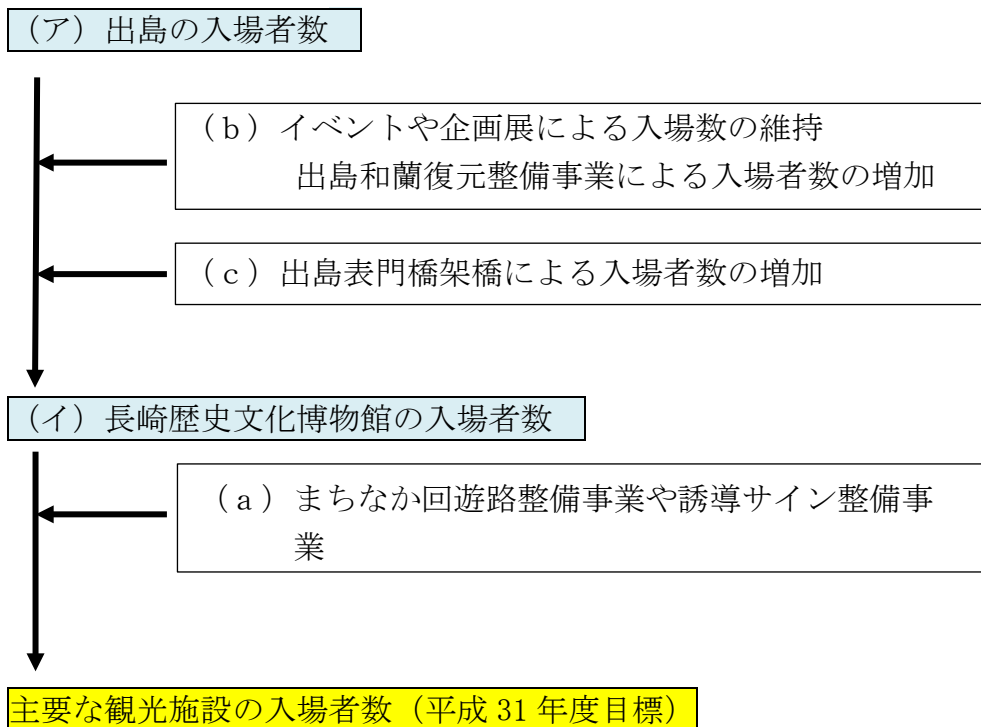 （ア）出島の入場者数
（ｂ）イベントや企画展による入場数の維持
出島和蘭復元整備事業による入場者数の増加
（ｃ）出島表門橋架橋による入場者数の増加
（イ）長崎歴史文化博物館の入場者数
（ａ）まちなか回遊路整備事業や誘導サイン整備事
業
主要な観光施設の入場者数（平成 31 年度目標）